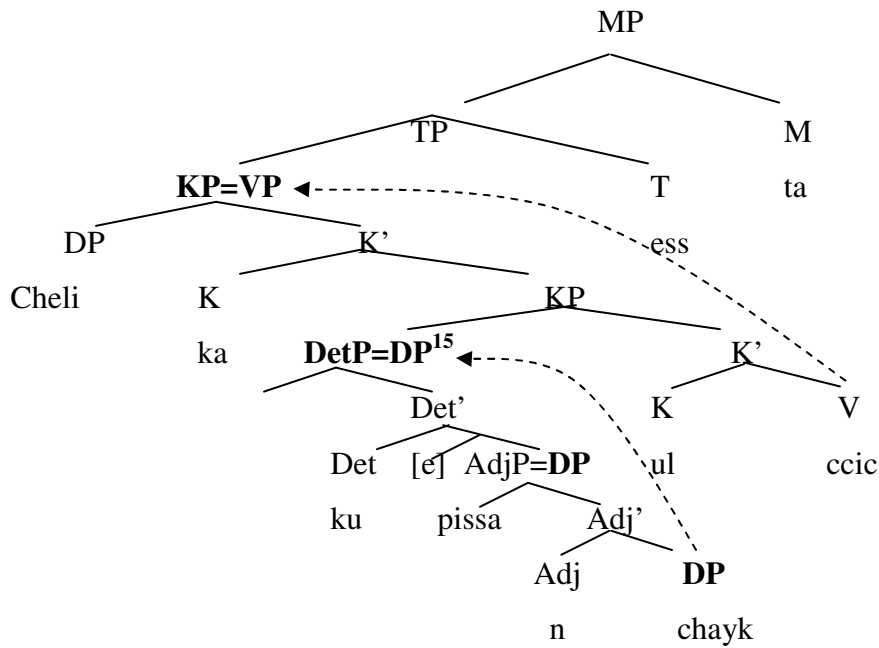 MP
TP M
KP=VP T ta
DP K’ ess
Cheli K KP
ka DetP=DP15 K’
Det’ K V
Det [e] AdjP=DP ul ccic
ku pissa Adj’
Adj DP
n chayk